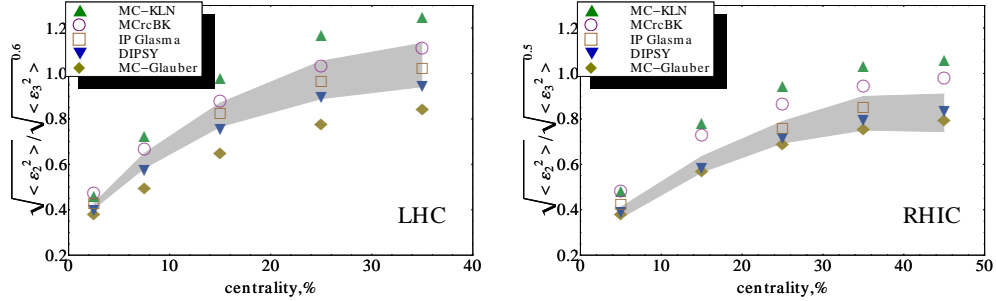 MC−KLN
MCrcBK
IP Glasma
DIPSY
MC−Glauber
LHC
√< ε₂² >/√< ε₃² >^0.6
1.2
1.0
0.8
0.6
0.4
0.2
0 10 20 30 40
centrality,%
MC−KLN
MCrcBK
IP Glasma
DIPSY
MC−Glauber
RHIC
√< ε₂² >/√< ε₃² >^0.5
1.2
1.0
0.8
0.6
0.4
0.2
0 10 20 30 40 50
centrality,%